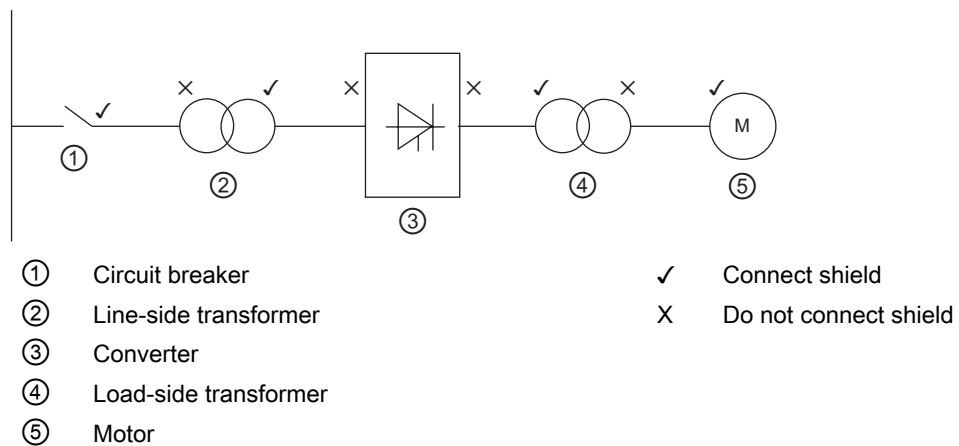 M
①
②
④
⑤
③
① Circuit breaker
✓ Connect shield
② Line-side transformer
X Do not connect shield
③ Converter
④ Load-side transformer
⑤ Motor